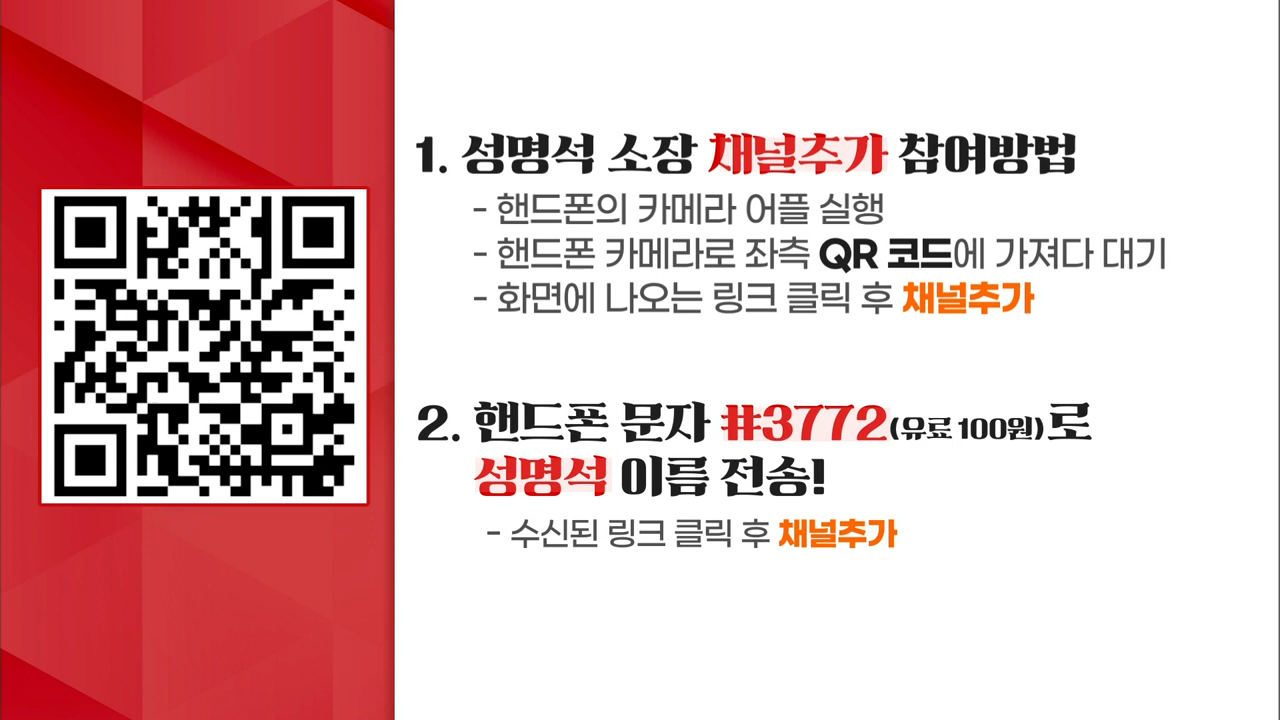 1. 성명석 소장 채널추가 참여방법
- 핸드폰의 카메라 어플 실행
- 핸드폰 카메라로 좌측 QR 코드에 가져다 대기
- 화면에 나오는 링크 클릭 후 채널추가
2. 핸드폰 문자 #3772(유료 100원)로
성명석 이름 전송!
- 수신된 링크 클릭 후 채널추가